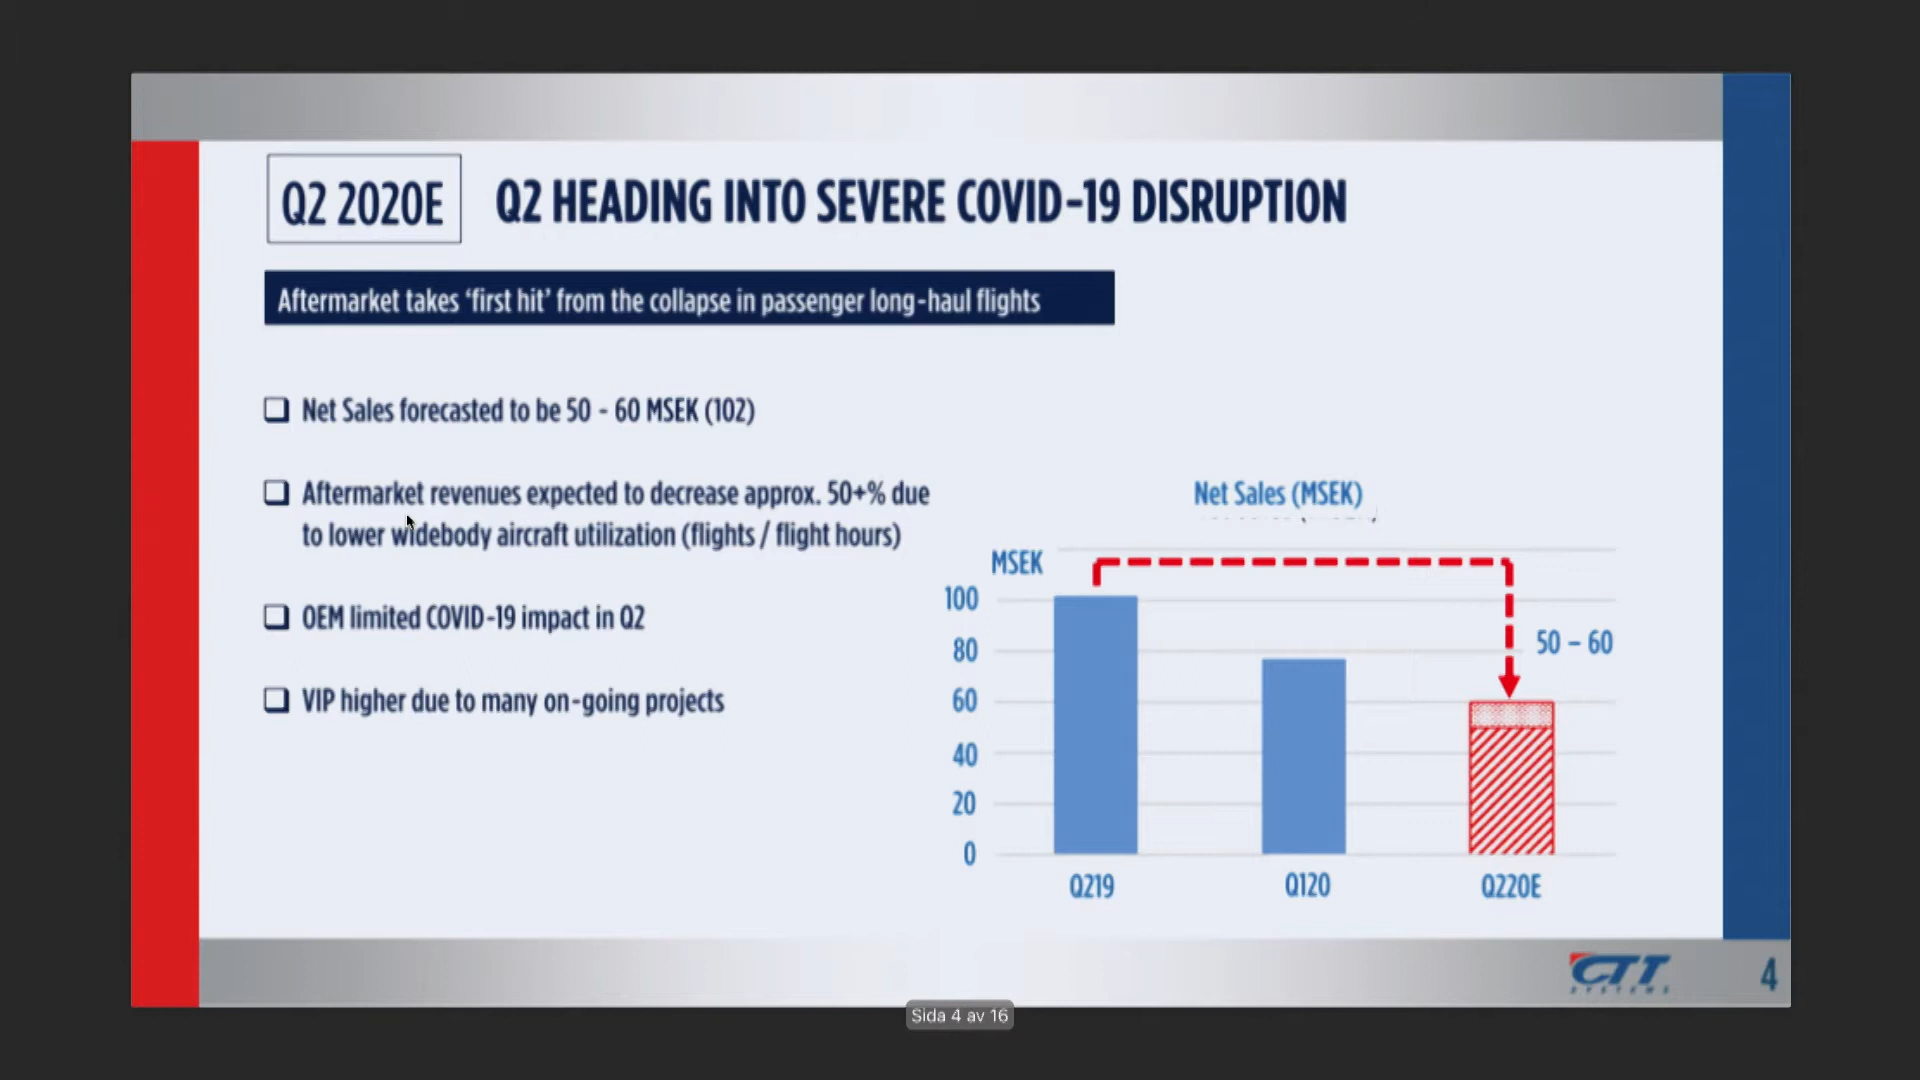 Q2 2020E
Q2 HEADING INTO SEVERE COVID-19 DISRUPTION
Aftermarket takes ‘first hit’ from the collapse in passenger long-haul flights
Net Sales forecasted to be 50 - 60 MSEK (102)
Aftermarket revenues expected to decrease approx. 50+% due
to lower widebody aircraft utilization (flights / flight hours)
OEM limited COVID-19 impact in Q2
VIP higher due to many on-going projects
Net Sales (MSEK)
MSEK
100
80
60
40
20
0
50 – 60
Q219
Q120
Q220E
CTT
SYSTEMS
4
Sida 4 av 16